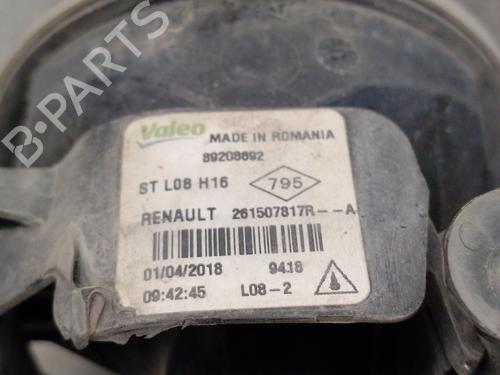 Valeo MADE IN ROMANIA
89208692
ST L08 H16 795
RENAULT 261507817R--A
01/04/2018 9418
09:42:45 L08-2
B-PARTS